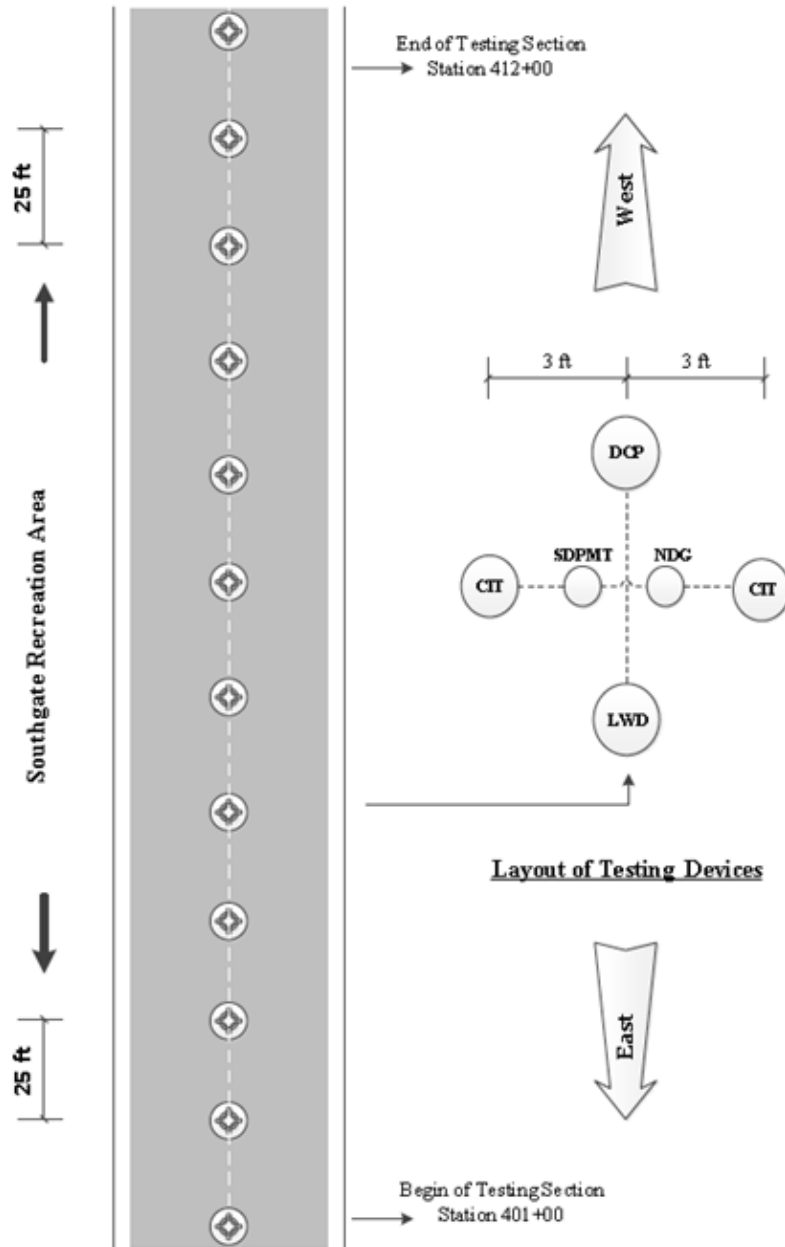 End of Testing Section
Station 412+00
25 ft
West
3 ft
3 ft
DCP
SDPMT
NDG
CIT
CIT
LWD
Southgate Recreation Area
Layout of Testing Devices
East
25 ft
Begin of Testing Section
Station 401+00